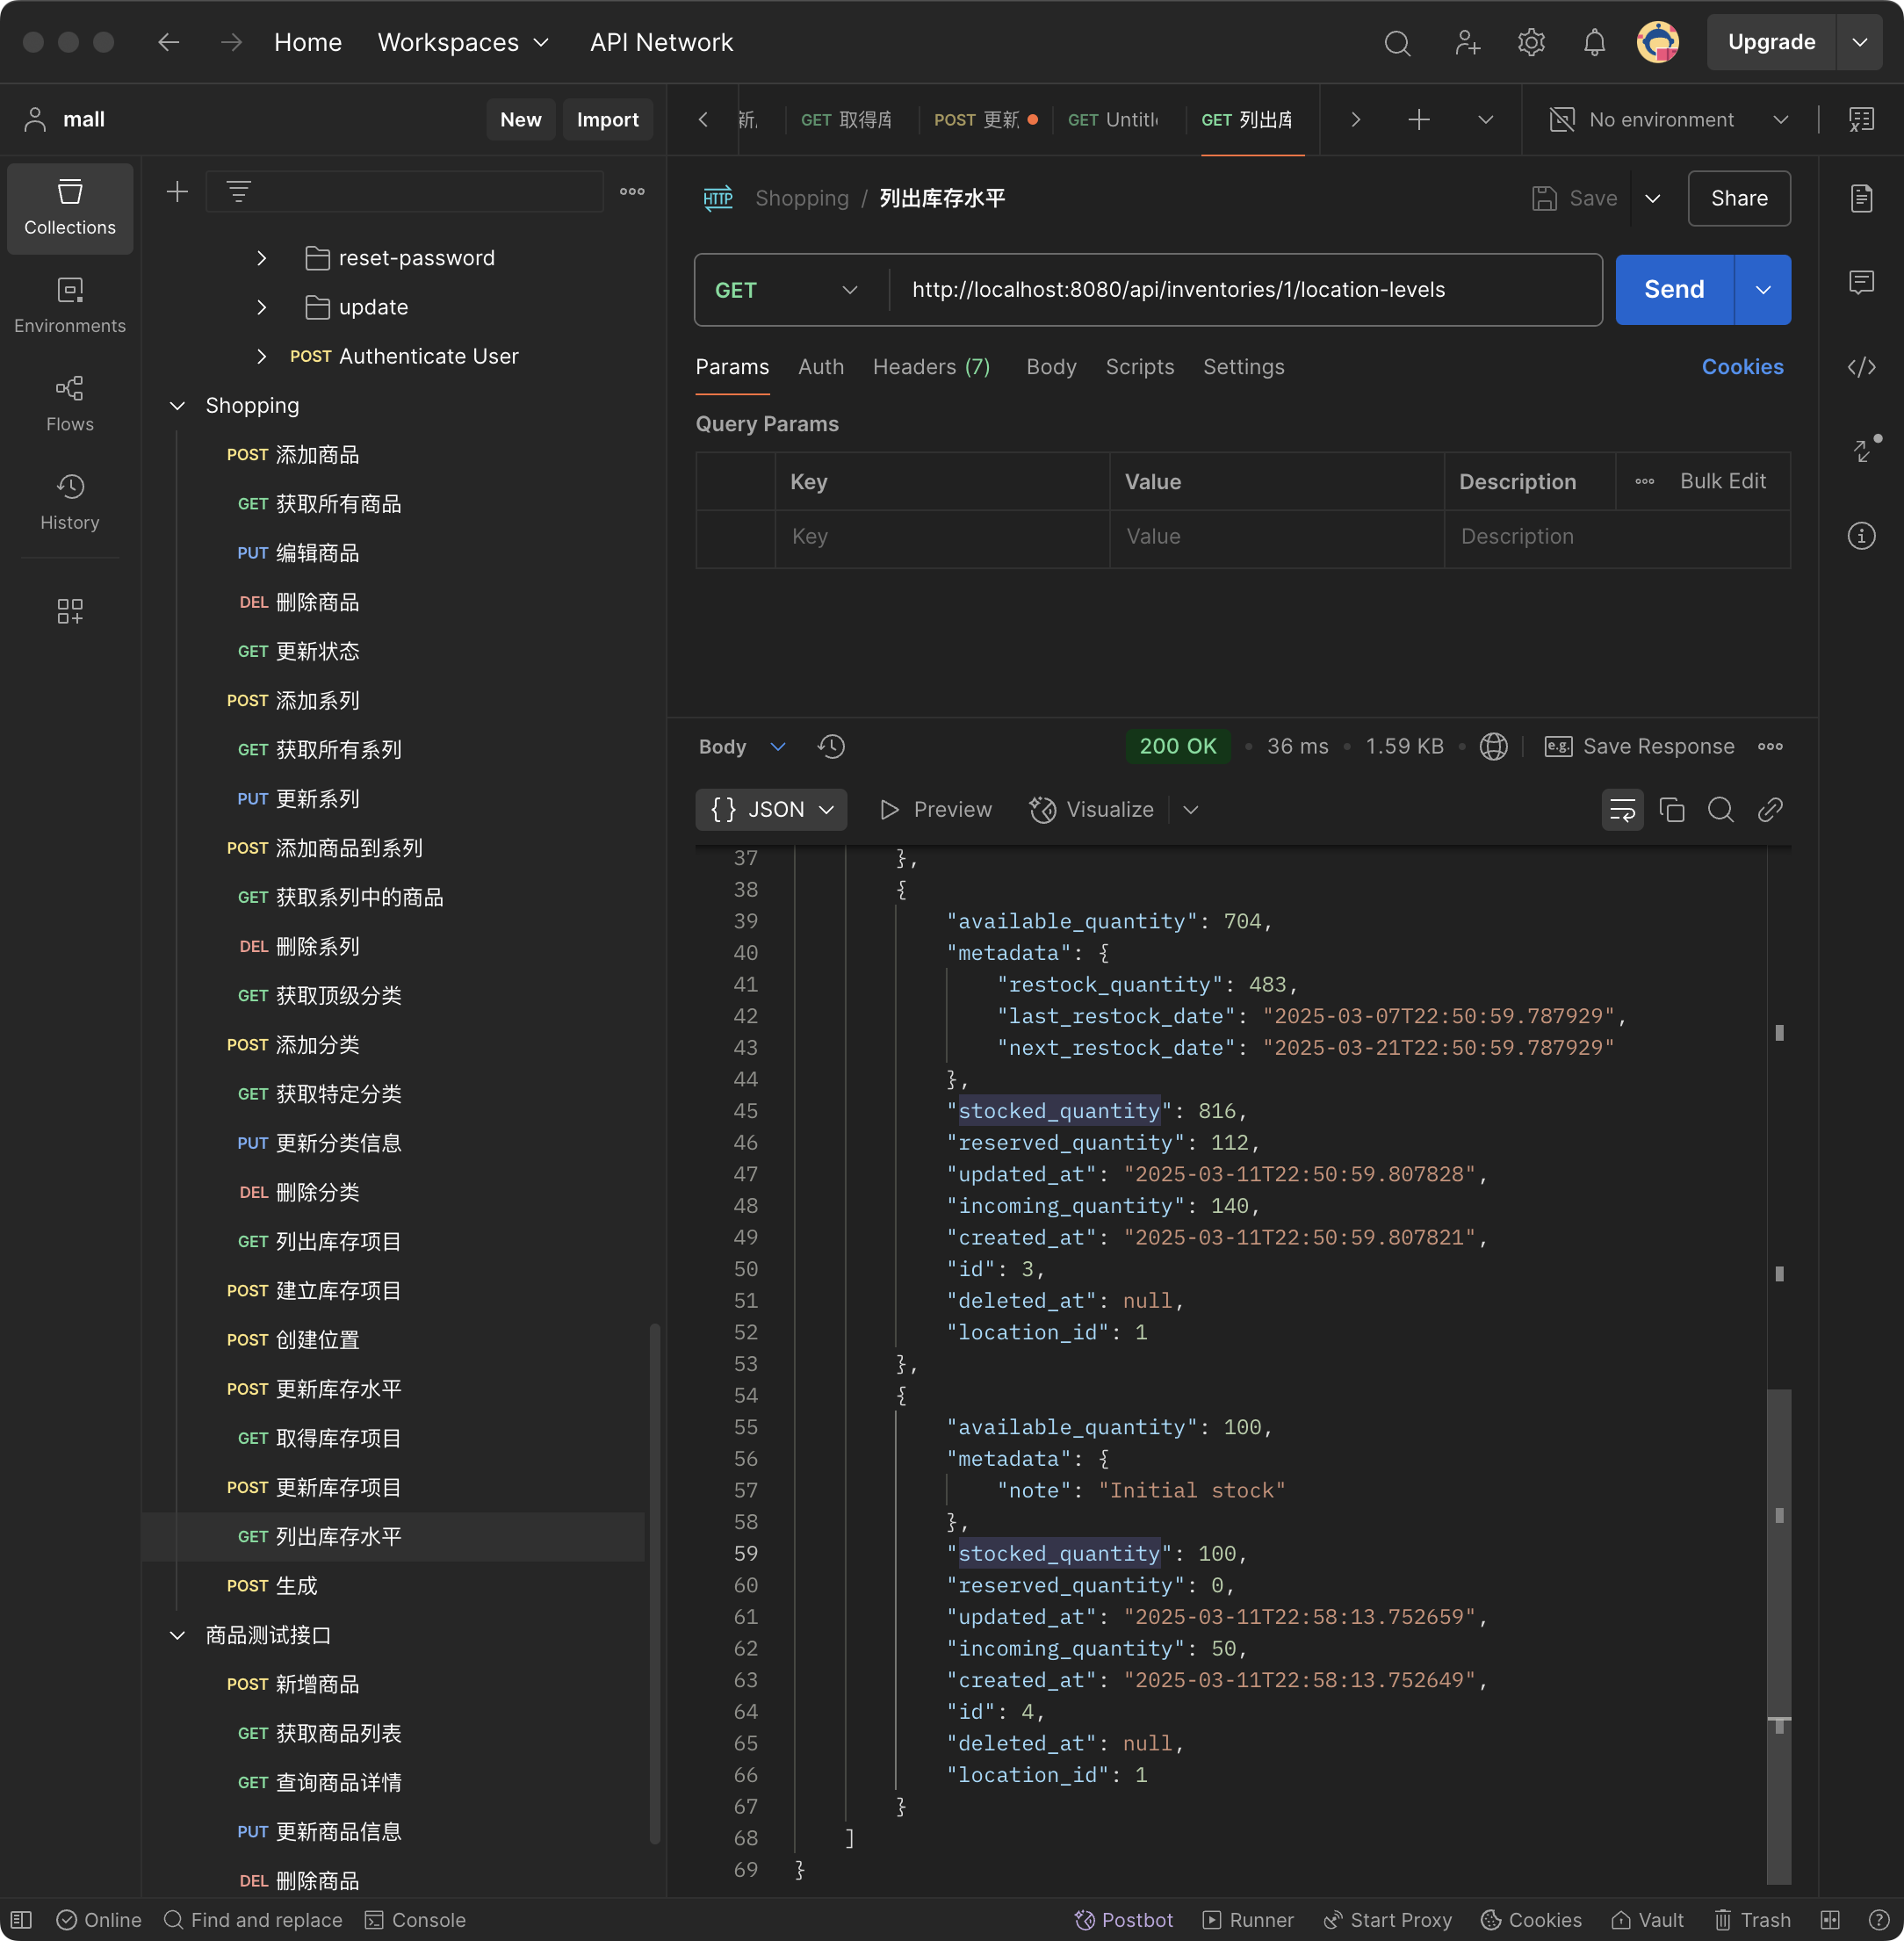 Home Workspaces API Network Upgrade
mall New Import
GET 取得库 POST 更新 GET Untitl GET 列出库 No environment
Collections
Environments
Flows
History
reset-password
update
POST Authenticate User
Shopping
POST 添加商品
GET 获取所有商品
PUT 编辑商品
DEL 删除商品
GET 更新状态
POST 添加系列
GET 获取所有系列
PUT 更新系列
POST 添加商品到系列
GET 获取系列中的商品
DEL 删除系列
GET 获取顶级分类
POST 添加分类
GET 获取特定分类
PUT 更新分类信息
DEL 删除分类
GET 列出库存项目
POST 建立库存项目
POST 创建位置
POST 更新库存水平
GET 取得库存项目
POST 更新库存项目
GET 列出库存水平
POST 生成
商品测试接口
POST 新增商品
GET 获取商品列表
GET 查询商品详情
PUT 更新商品信息
DEL 删除商品
HTTP Shopping / 列出库存水平 Save Share
GET http://localhost:8080/api/inventories/1/location-levels Send
Params Auth Headers (7) Body Scripts Settings Cookies
Query Params
Key Value Description Bulk Edit
Key Value Description
Body 200 OK • 36 ms • 1.59 KB • e.g. Save Response
{} JSON Preview Visualize
37 },
38 {
39 "available_quantity": 704,
40 "metadata": {
41 "restock_quantity": 483,
42 "last_restock_date": "2025-03-07T22:50:59.787929",
43 "next_restock_date": "2025-03-21T22:50:59.787929"
44 },
45 "stocked_quantity": 816,
46 "reserved_quantity": 112,
47 "updated_at": "2025-03-11T22:50:59.807828",
48 "incoming_quantity": 140,
49 "created_at": "2025-03-11T22:50:59.807821",
50 "id": 3,
51 "deleted_at": null,
52 "location_id": 1
53 },
54 {
55 "available_quantity": 100,
56 "metadata": {
57 "note": "Initial stock"
58 },
59 "stocked_quantity": 100,
60 "reserved_quantity": 0,
61 "updated_at": "2025-03-11T22:58:13.752659",
62 "incoming_quantity": 50,
63 "created_at": "2025-03-11T22:58:13.752649",
64 "id": 4,
65 "deleted_at": null,
66 "location_id": 1
67 }
68 ]
69 }
Online Find and replace Console Postbot Runner Start Proxy Cookies Vault Trash